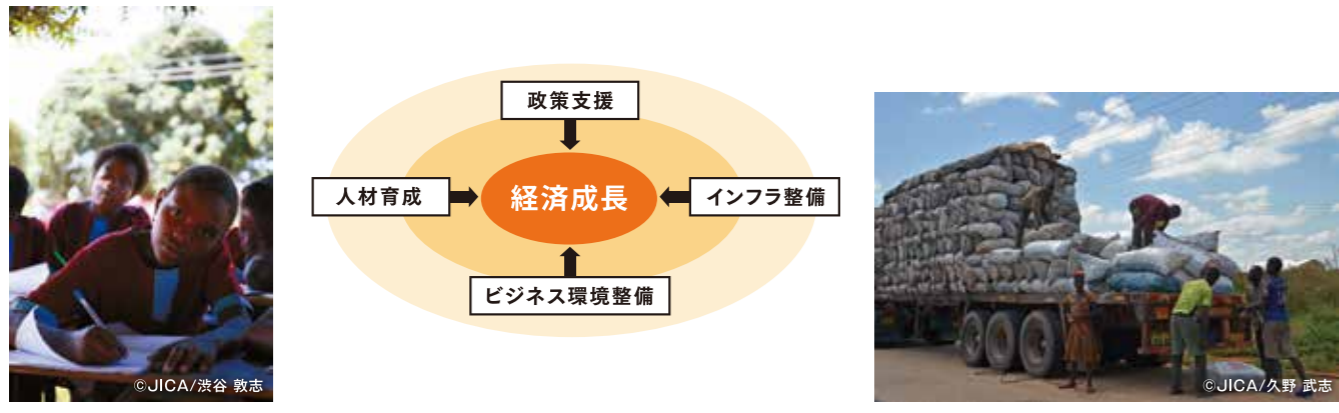 政策支援
人材育成
経済成長
インフラ整備
ビジネス環境整備
©JICA/渋谷 敦志
©JICA/久野 武志